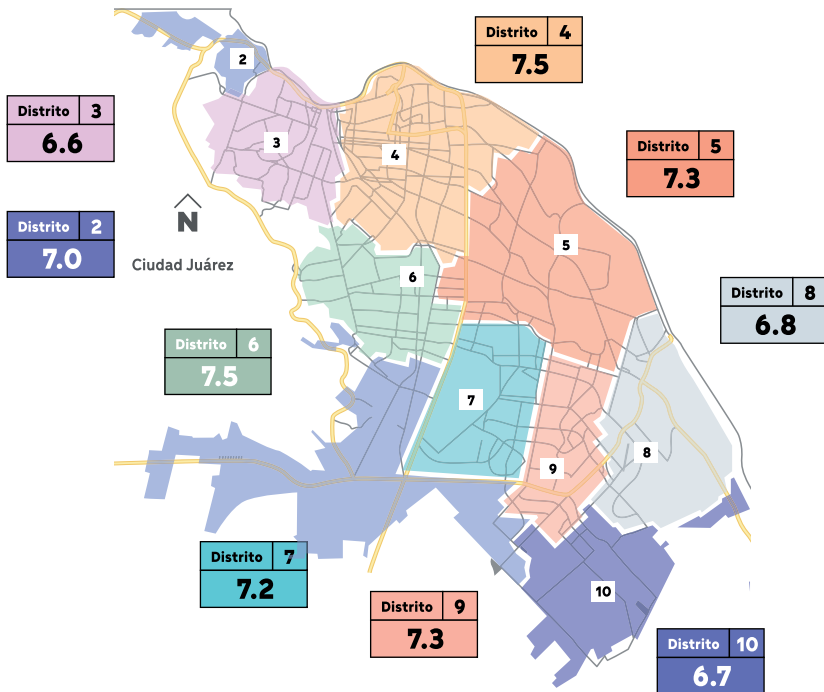 Distrito 4
7.5
2
Distrito 3
6.6
3
4
Distrito 5
7.3
N
Distrito 2
7.0
Ciudad Juárez
5
6
Distrito 8
6.8
Distrito 6
7.5
7
8
9
Distrito 7
7.2
Distrito 9
7.3
10
Distrito 10
6.7